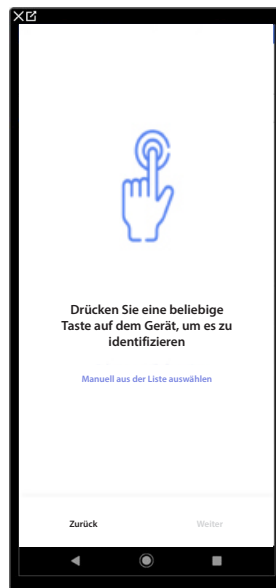 Drücken Sie eine beliebige
Taste auf dem Gerät, um es zu
identifizieren
Manuell aus der Liste auswählen
Zurück
Weiter